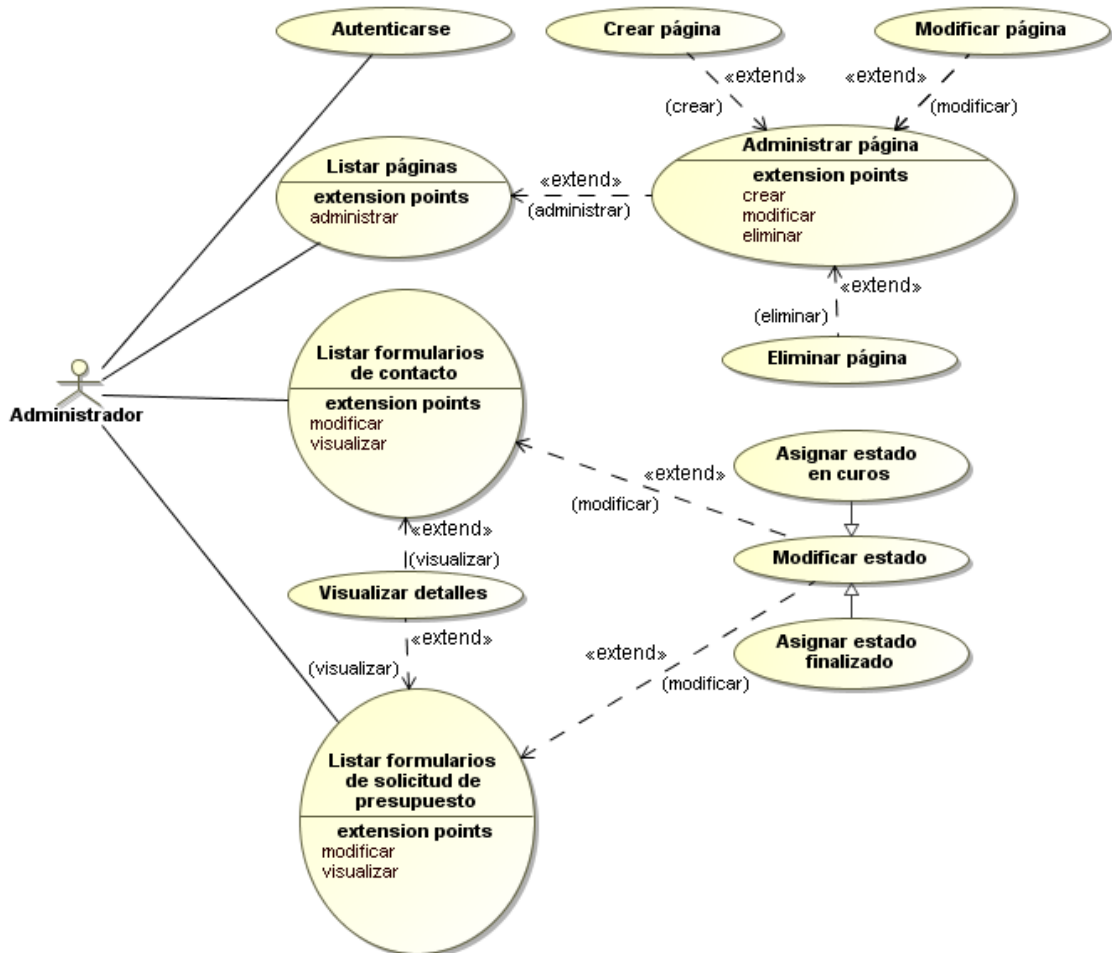 Autenticarse
Crear página
Modificar página
«extend»
(crear)
«extend»
(modificar)
Administrar página
extension points
crear
modificar
eliminar
Listar páginas
extension points
administrar
«extend»
(administrar)
«extend»
(eliminar)
Eliminar página
Administrador
Listar formularios
de contacto
extension points
modificar
visualizar
«extend»
(modificar)
Asignar estado
en curos
Modificar estado
Asignar estado
finalizado
«extend»
(visualizar)
Visualizar detalles
«extend»
(visualizar)
«extend»
(modificar)
Listar formularios
de solicitud de
presupuesto
extension points
modificar
visualizar